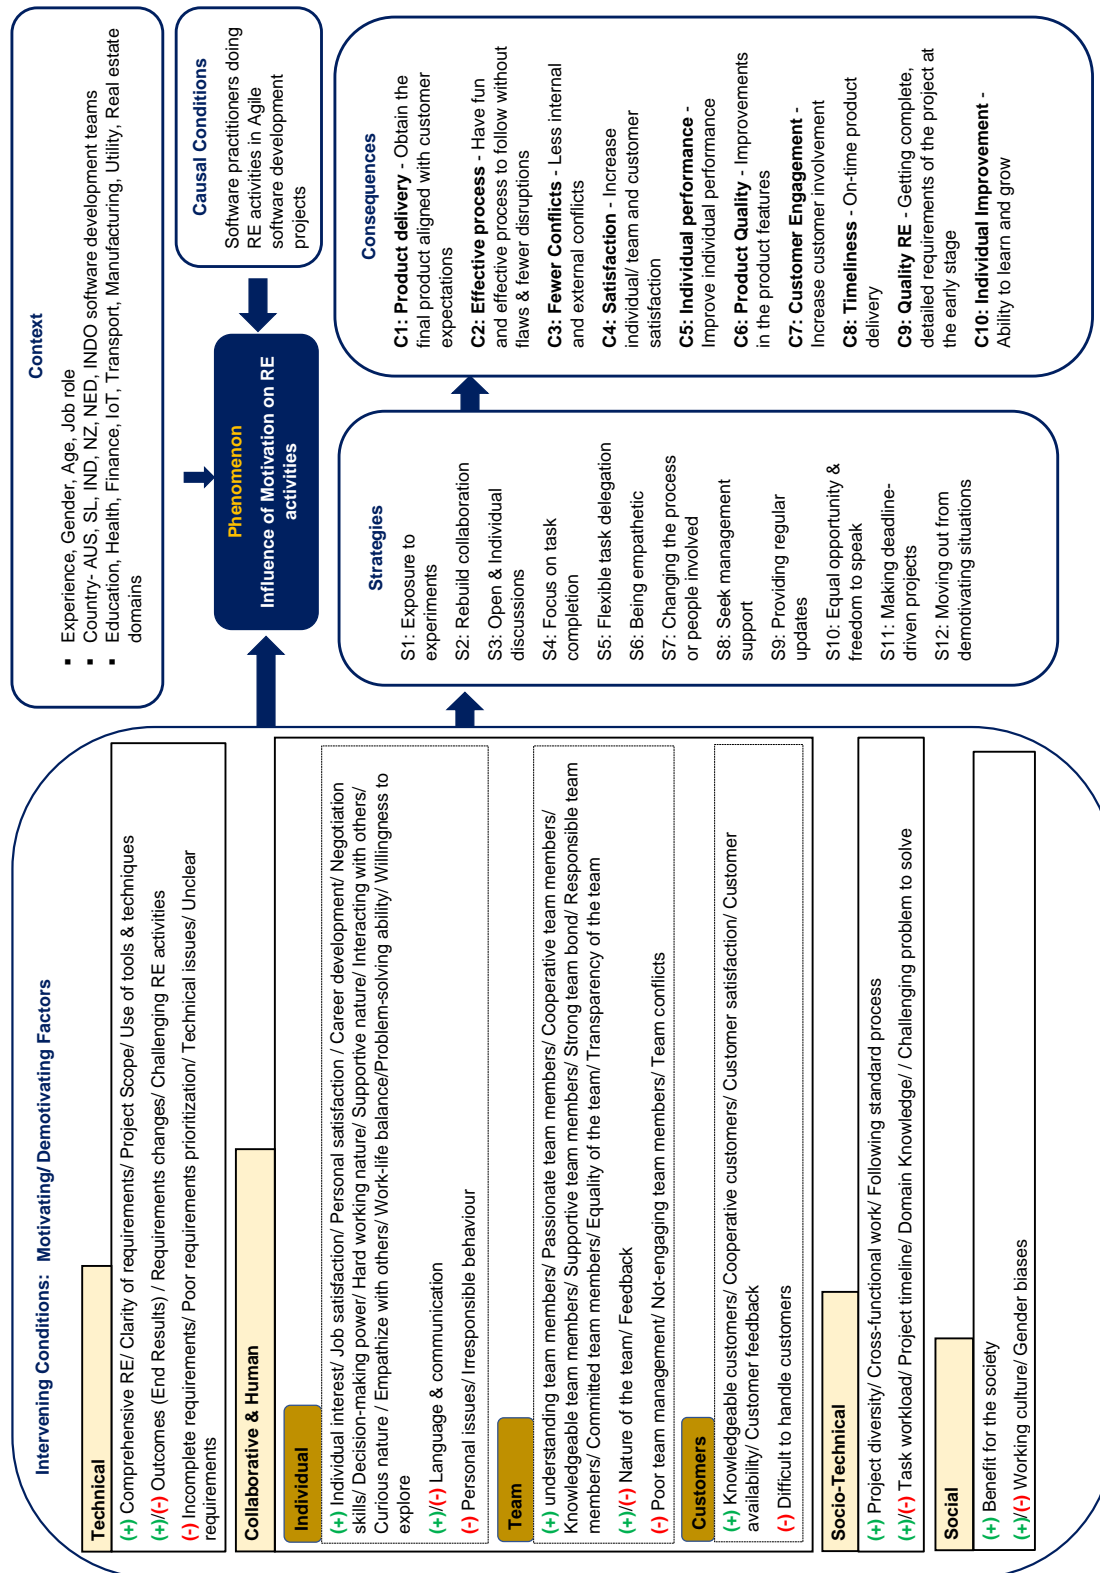 Intervening Conditions:  Motivating/ Demotivating Factors
Technical
(+) Comprehensive RE/ Clarity of requirements/ Project Scope/ Use of tools & techniques
(+)/(-) Outcomes (End Results) / Requirements changes/ Challenging RE activities
(-) Incomplete requirements/ Poor requirements prioritization/ Technical issues/ Unclear
requirements
Collaborative & Human
Individual
(+) Individual interest/ Job satisfaction/ Personal satisfaction / Career development/ Negotiation
skills/ Decision-making power/ Hard working nature/ Supportive nature/ Interacting with others/
Curious nature / Empathize with others/ Work-life balance/Problem-solving ability/ Willingness to
explore
(+)/(-) Language & communication
(-) Personal issues/ Irresponsible behaviour
Team
(+) understanding team members/ Passionate team members/ Cooperative team members/
Knowledgeable team members/ Supportive team members/ Strong team bond/ Responsible team
members/ Committed team members/ Equality of the team/ Transparency of the team
(+)/(-) Nature of the team/ Feedback
(-) Poor team management/ Not-engaging team members/ Team conflicts
Customers
(+) Knowledgeable customers/ Cooperative customers/ Customer satisfaction/ Customer
availability/ Customer feedback
(-) Difficult to handle customers
Socio-Technical
(+) Project diversity/ Cross-functional work/ Following standard process
(+)/(-) Task workload/ Project timeline/ Domain Knowledge/ / Challenging problem to solve
Social
(+) Benefit for the society
(+)/(-) Working culture/ Gender biases
Context
▪ Experience, Gender, Age, Job role
▪ Country- AUS, SL, IND, NZ, NED, INDO software development teams
▪ Education, Health, Finance, IoT, Transport, Manufacturing, Utility, Real estate
domains
Causal Conditions
Software practitioners doing
RE activities in Agile
software development
projects
Phenomenon
Influence of Motivation on RE
activities
Strategies
S1: Exposure to
experiments
S2: Rebuild collaboration
S3: Open & Individual
discussions
S4: Focus on task
completion
S5: Flexible task delegation
S6: Being empathetic
S7: Changing the process
or people involved
S8: Seek management
support
S9: Providing regular
updates
S10: Equal opportunity &
freedom to speak
S11: Making deadline-
driven projects
S12: Moving out from
demotivating situations
Consequences
C1: Product delivery - Obtain the
final product aligned with customer
expectations
C2: Effective process - Have fun
and effective process to follow without
flaws & fewer disruptions
C3: Fewer Conflicts - Less internal
and external conflicts
C4: Satisfaction - Increase
individual/ team and customer
satisfaction
C5: Individual performance -
Improve individual performance
C6: Product Quality - Improvements
in the product features
C7: Customer Engagement -
Increase customer involvement
C8: Timeliness - On-time product
delivery
C9: Quality RE - Getting complete,
detailed requirements of the project at
the early stage
C10: Individual Improvement -
Ability to learn and grow